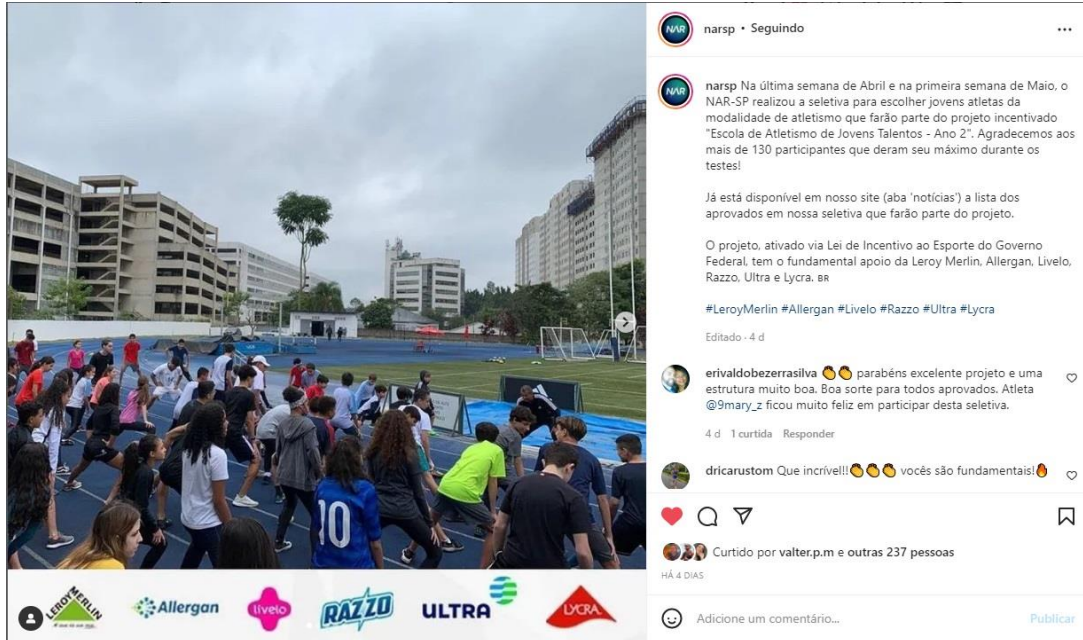 narsp • Seguindo
narsp Na última semana de Abril e na primeira semana de Maio, o
NAR-SP realizou a seletiva para escolher jovens atletas da
modalidade de atletismo que farão parte do projeto incentivado
"Escola de Atletismo de Jovens Talentos - Ano 2". Agradecemos aos
mais de 130 participantes que deram seu máximo durante os
testes!
Já está disponível em nosso site (aba 'notícias') a lista dos
aprovados em nossa seletiva que farão parte do projeto.
O projeto, ativado via Lei de Incentivo ao Esporte do Governo
Federal, tem o fundamental apoio da Leroy Merlin, Allergan, Livelo,
Razzo, Ultra e Lycra. BR
#LeroyMerlin #Allergan #Livelo #Razzo #Ultra #Lycra
Editado · 4 d
erivaldobezerrasilva 👏👏 parabéns excelente projeto e uma
estrutura muito boa. Boa sorte para todos aprovados. Atleta
@9mary_z ficou muito feliz em participar desta seletiva.
4 d 1 curtida Responder
dricarustom Que incrível!!👏👏👏 vocês são fundamentais!🔥
Curtido por valter.p.m e outras 237 pessoas
HÁ 4 DIAS
Adicione um comentário... Publicar
NAR
NAR
10
LEROY MERLIN
Allergan
livelo
RAZZO
ULTRA
LYCRA